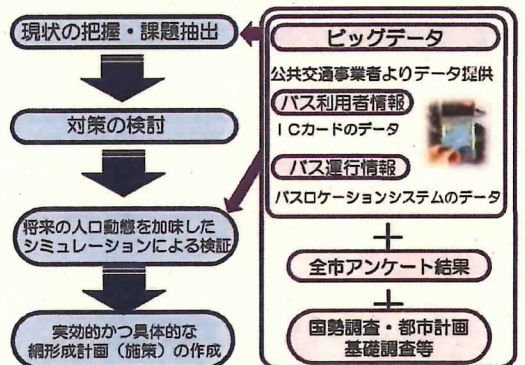 現状の把握・課題抽出
対策の検討
将来の人口動態を加味した
シミュレーションによる検証
実効的かつ具体的な
網形成計画（施策）の作成
ビッグデータ
公共交通事業者よりデータ提供
バス利用者情報
ＩＣカードのデータ
バス運行情報
バスロケーションシステムのデータ
＋
全市アンケート結果
＋
国勢調査・都市計画
基礎調査等